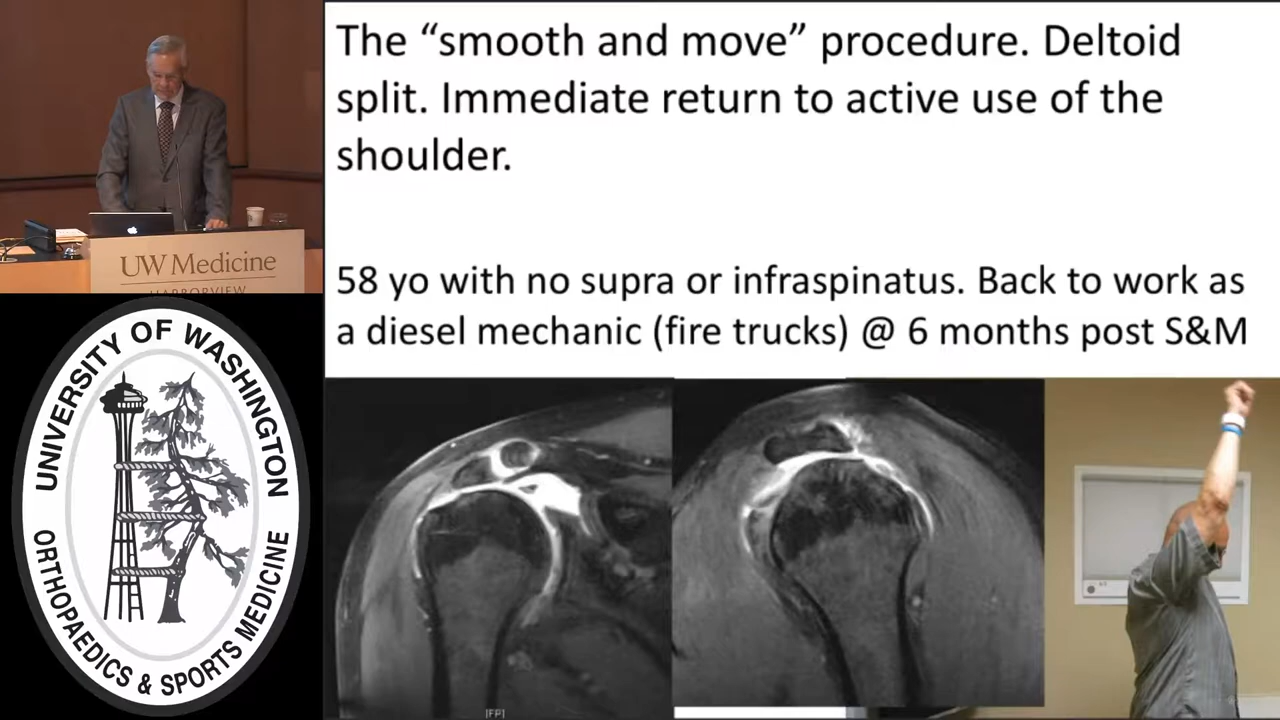 The “smooth and move” procedure. Deltoid
split. Immediate return to active use of the
shoulder.
58 yo with no supra or infraspinatus. Back to work as
a diesel mechanic (fire trucks) @ 6 months post S&M
UW Medicine
HARBORVIEW
UNIVERSITY OF WASHINGTON
ORTHOPAEDICS & SPORTS MEDICINE
[FP]